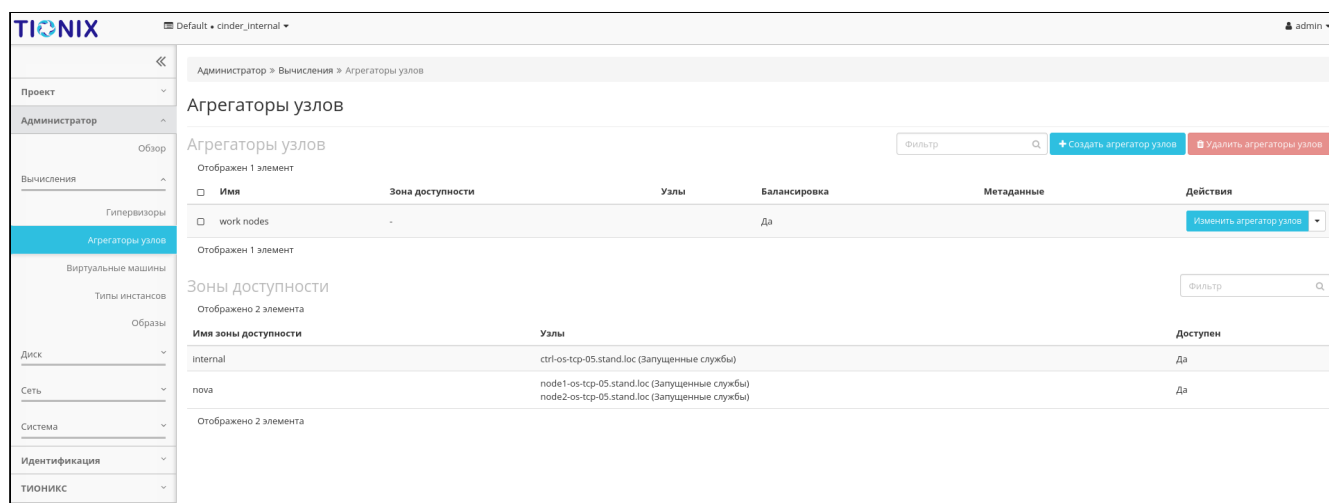 TIONIX
Default • cinder_internal
admin
Проект
Администратор
Обзор
Вычисления
Гипервизоры
Агрегаторы узлов
Виртуальные машины
Типы инстансов
Образы
Диск
Сеть
Система
Идентификация
ТИОНИКС
Администратор » Вычисления » Агрегаторы узлов
Агрегаторы узлов
Агрегаторы узлов
Фильтр
+ Создать агрегатор узлов
Удалить агрегаторы узлов
Отображен 1 элемент
Имя Зона доступности Узлы Балансировка Метаданные Действия
work nodes - Да Изменить агрегатор узлов
Отображен 1 элемент
Зоны доступности
Фильтр
Отображено 2 элемента
Имя зоны доступности Узлы Доступен
internal ctrl-os-tcp-05.stand.loc (Запущенные службы) Да
nova node1-os-tcp-05.stand.loc (Запущенные службы) Да
node2-os-tcp-05.stand.loc (Запущенные службы)
Отображено 2 элемента